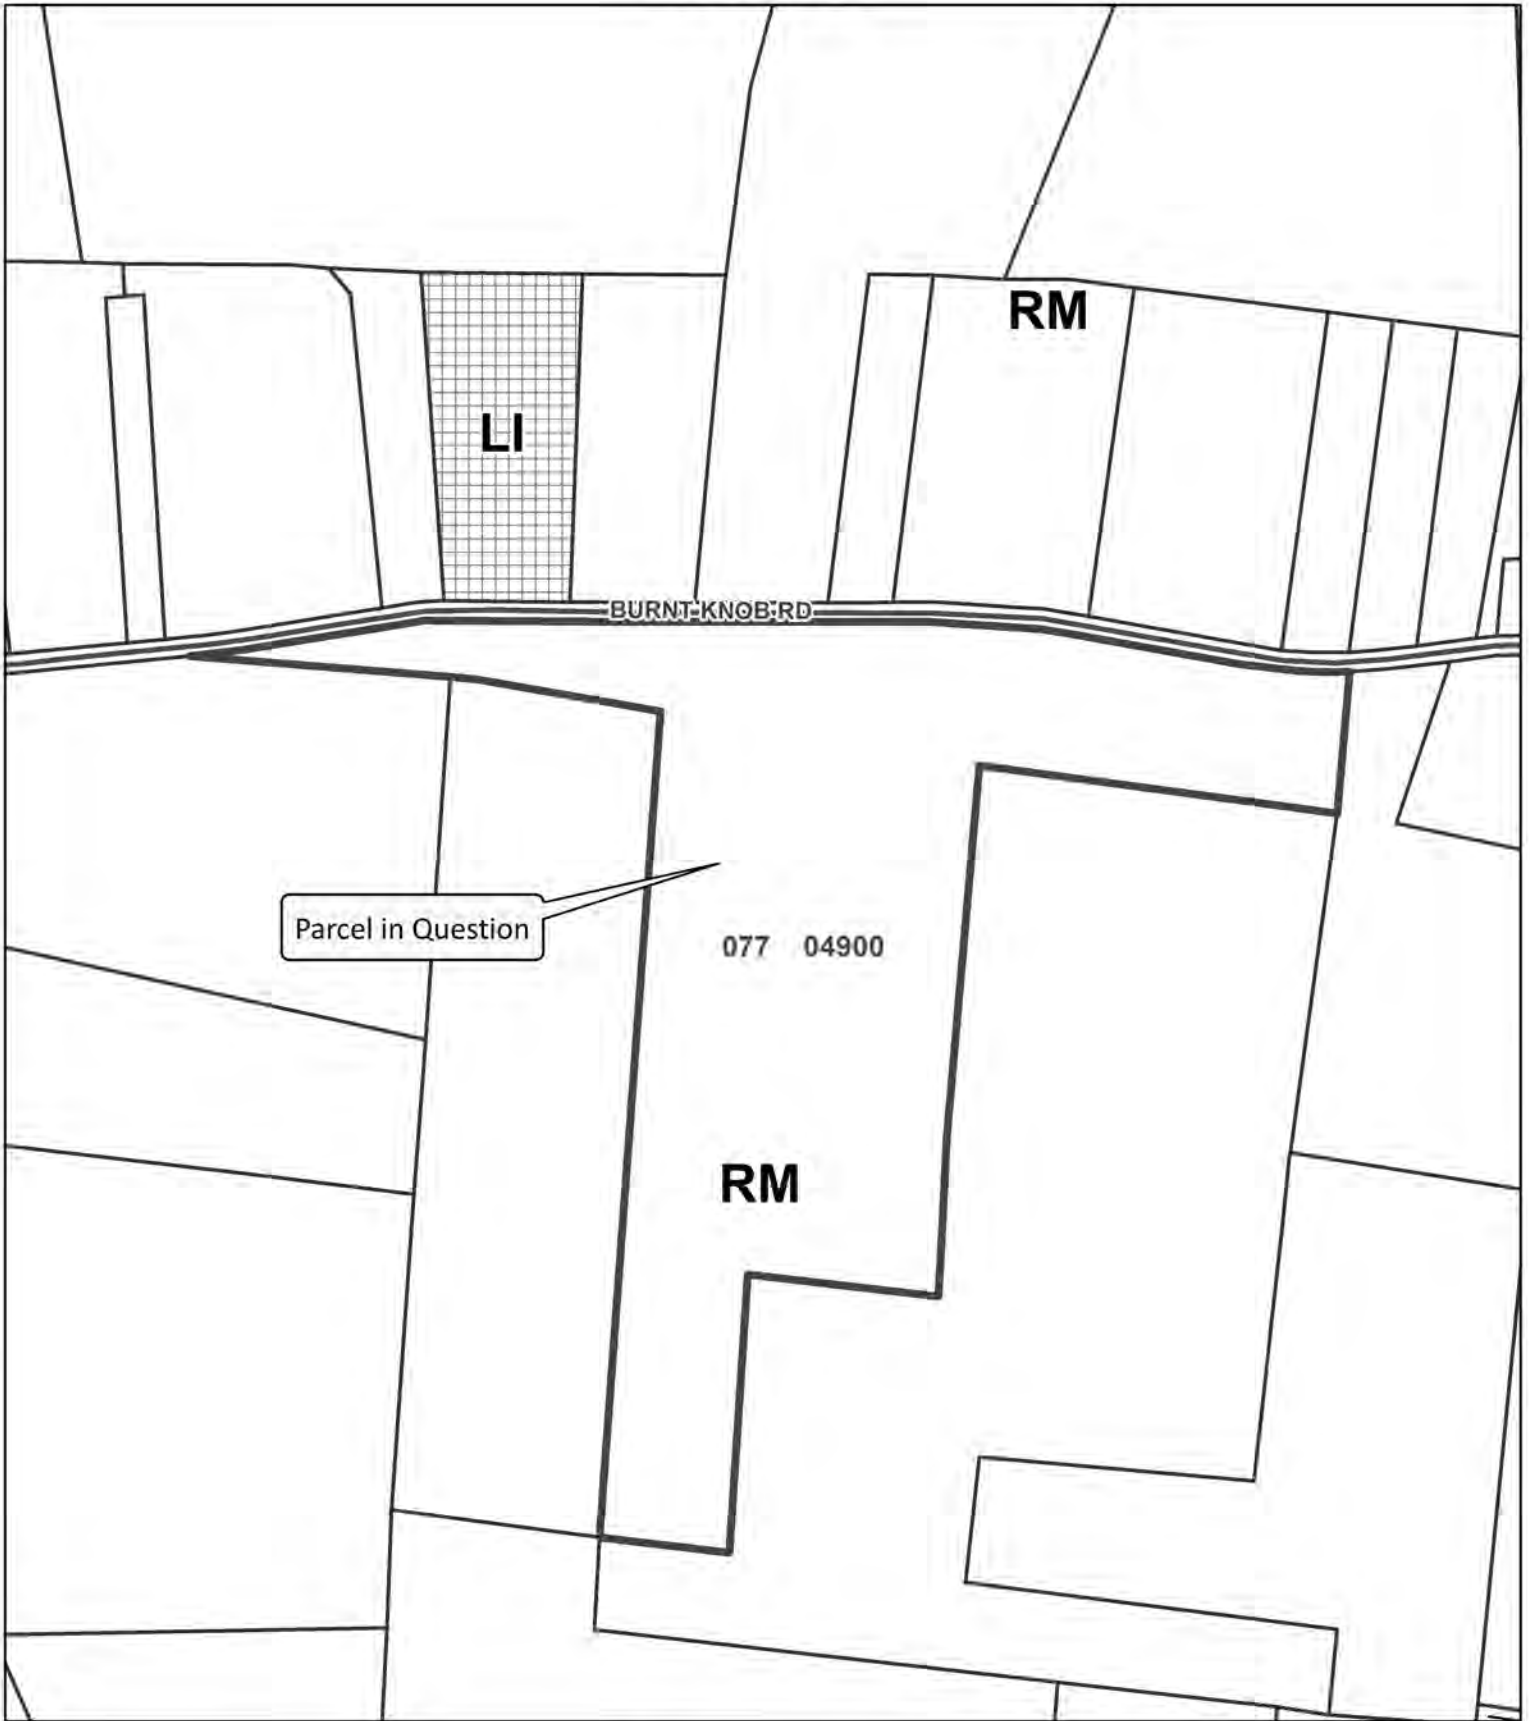 RM
LI
BURNT KNOB RD
Parcel in Question
077 04900
RM